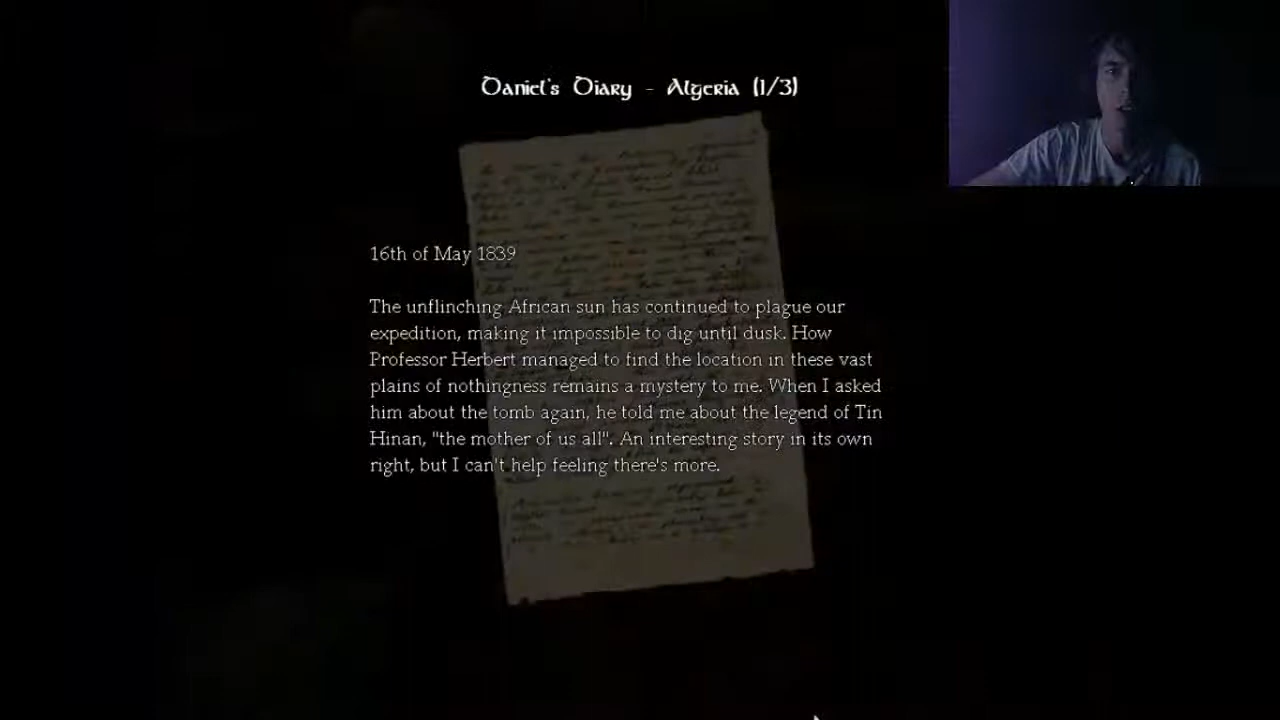 Daniel's Diary - Algeria (1/3)
16th of May 1839
The unflinching African sun has continued to plague our
expedition, making it impossible to dig until dusk. How
Professor Herbert managed to find the location in these vast
plains of nothingness remains a mystery to me. When I asked
him about the tomb again, he told me about the legend of Tin
Hinan, "the mother of us all". An interesting story in its own
right, but I can't help feeling there's more.